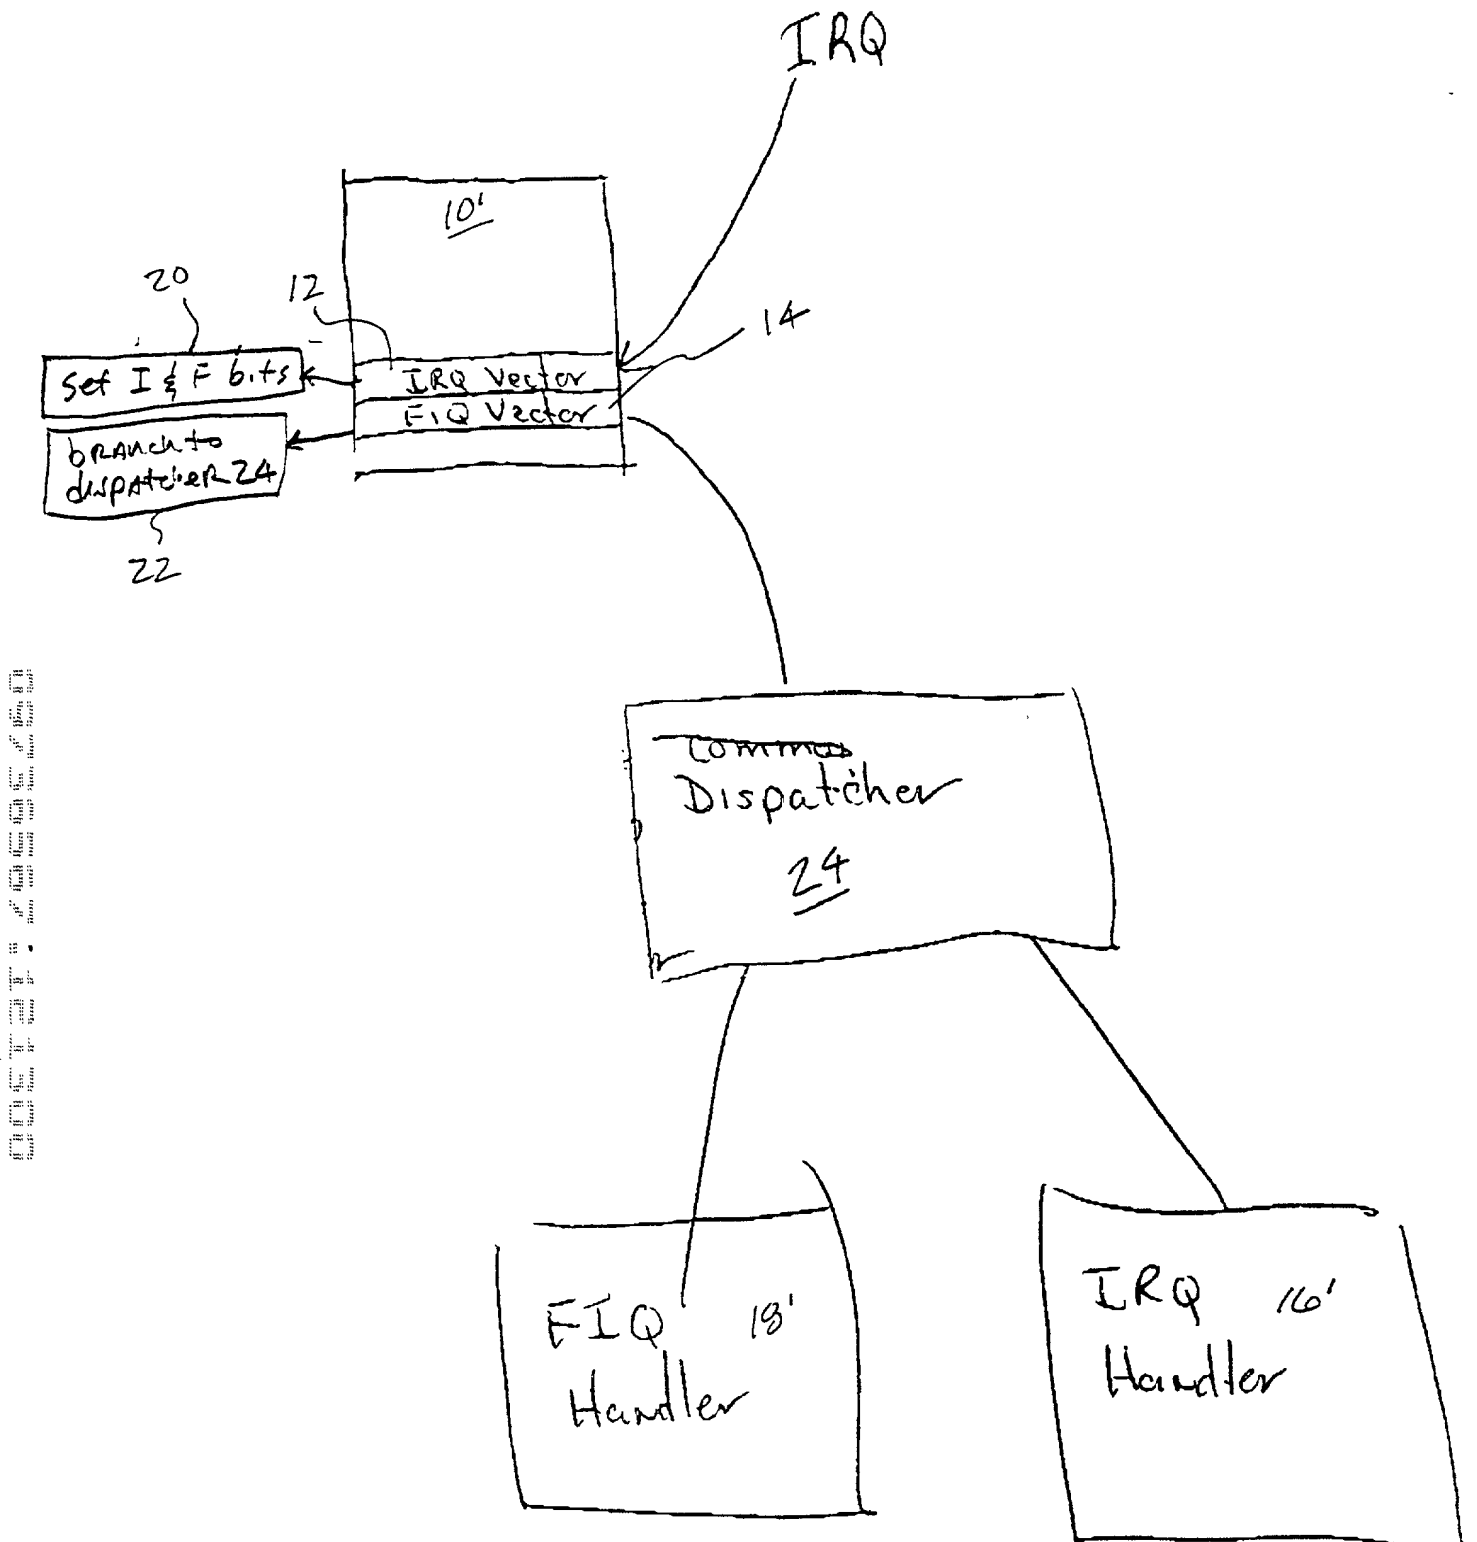 IRQ
10'
20
12
14
Set I & F bits
IRQ Vector
FIQ Vector
branch to
dispatcher 24
22
Common
Dispatcher
24
FIQ 18'
Handler
IRQ 16'
Handler